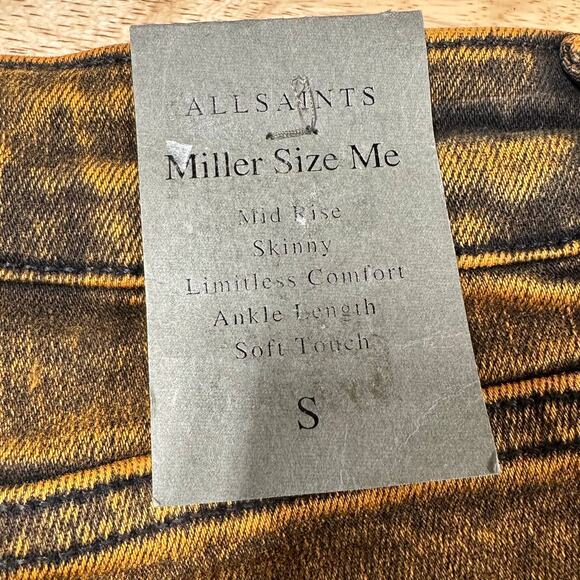 ALLSAINTS
Miller Size Me
Mid Rise
Skinny
Limitless Comfort
Ankle Length
Soft Touch
S